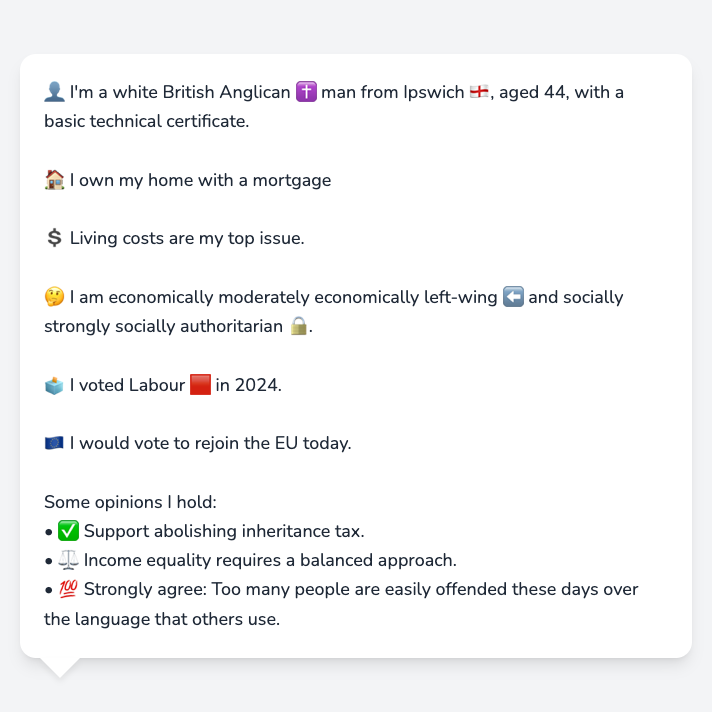 👤 I'm a white British Anglican ✝️ man from Ipswich 🏴󠁧󠁢󠁥󠁮󠁧󠁿, aged 44, with a
basic technical certificate.
🏠 I own my home with a mortgage
💲 Living costs are my top issue.
🤔 I am economically moderately economically left-wing ⬅️ and socially
strongly socially authoritarian 🔒.
🗳️ I voted Labour 🟥 in 2024.
🇪🇺 I would vote to rejoin the EU today.
Some opinions I hold:
• ✅ Support abolishing inheritance tax.
• ⚖️ Income equality requires a balanced approach.
• 💯 Strongly agree: Too many people are easily offended these days over
the language that others use.